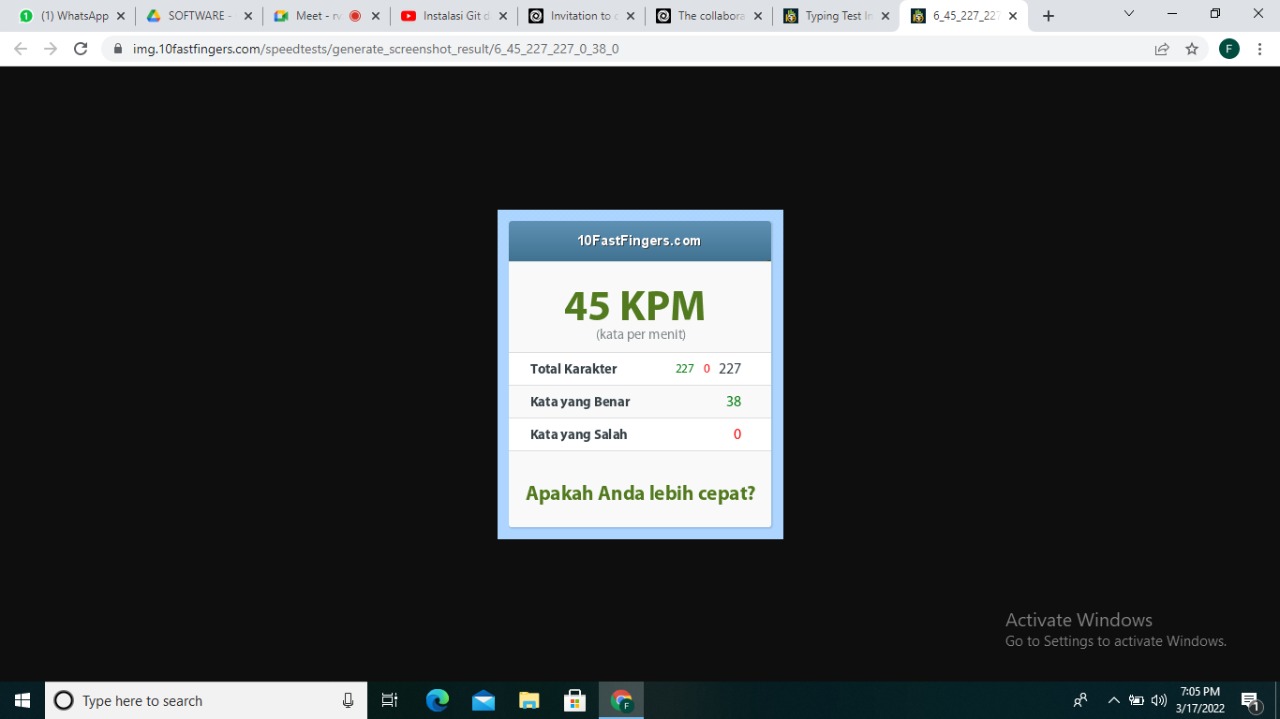 (1) WhatsApp
SOFTWARE -
Meet - rv
Instalasi Git
Invitation to c
The collabora
Typing Test In
6_45_227_227
img.10fastfingers.com/speedtests/generate_screenshot_result/6_45_227_227_0_38_0
F
10FastFingers.com
45 KPM
(kata per menit)
Total Karakter 227 0 227
Kata yang Benar 38
Kata yang Salah 0
Apakah Anda lebih cepat?
Activate Windows
Go to Settings to activate Windows.
Type here to search
F
7:05 PM
3/17/2022
1